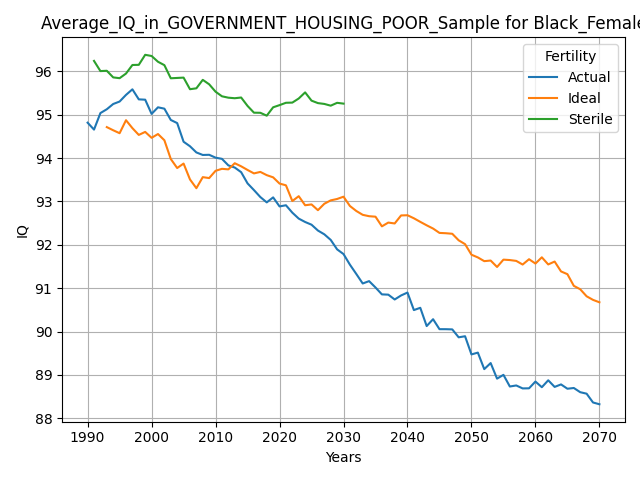 Average_IQ_in_GOVERNMENT_HOUSING_POOR_Sample for Black_Female
Fertility
Actual
Ideal
Sterile
IQ
96
95
94
93
92
91
90
89
88
1990 2000 2010 2020 2030 2040 2050 2060 2070
Years